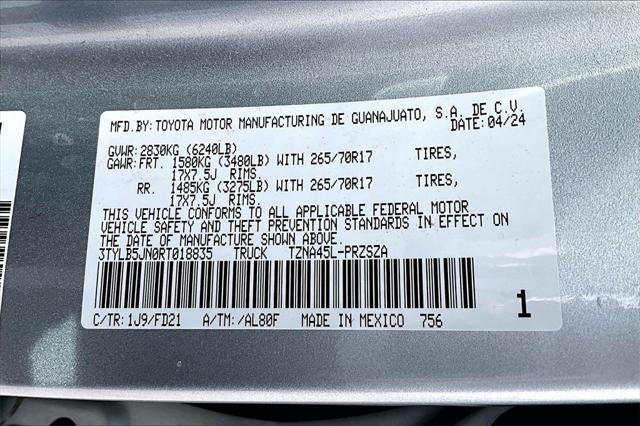 MFD.BY: TOYOTA MOTOR MANUFACTURING DE GUANAJUATO, S.A. DE C.V.
DATE: 04/24
GVWR: 2830KG (6240LB)
GAWR: FRT. 1580KG (3480LB) WITH 265/70R17 TIRES,
17X7.5J RIMS.
RR. 1485KG (3275LB) WITH 265/70R17 TIRES,
17X7.5J RIMS.
THIS VEHICLE CONFORMS TO ALL APPLICABLE FEDERAL MOTOR
VEHICLE SAFETY AND THEFT PREVENTION STANDARDS IN EFFECT ON
THE DATE OF MANUFACTURE SHOWN ABOVE.
3TYLB5JN0RT018835 TRUCK TZNA45L-PRZSZA
1
C/TR: 1J9/FD21 A/TM: /AL80F MADE IN MEXICO 756